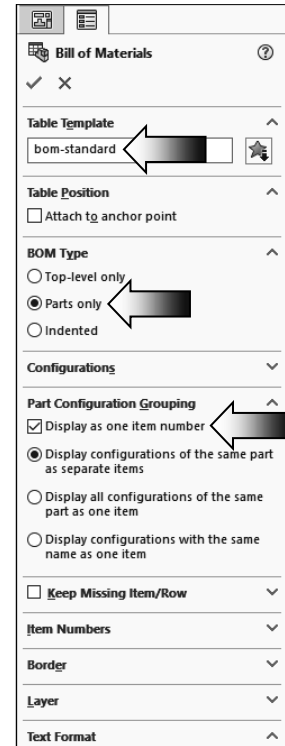 Bill of Materials
Table Template
bom-standard
Table Position
Attach to anchor point
BOM Type
Top-level only
Parts only
Indented
Configurations
Part Configuration Grouping
Display as one item number
Display configurations of the same part
as separate items
Display all configurations of the same
part as one item
Display configurations with the same
name as one item
Keep Missing Item/Row
Item Numbers
Border
Layer
Text Format